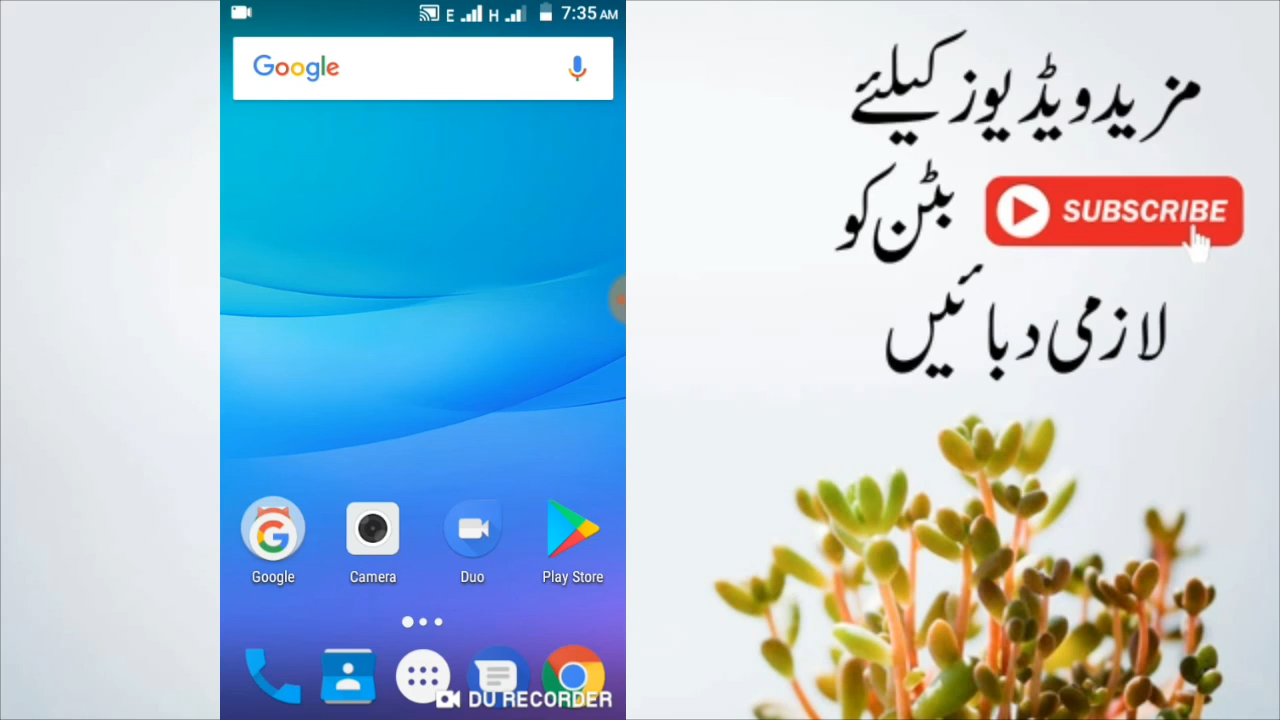 E H 7:35 AM
Google
Google Camera Duo Play Store
DU RECORDER
مزید ویڈیوز کیلئے
SUBSCRIBE بٹن کو
لازمی دبائیں